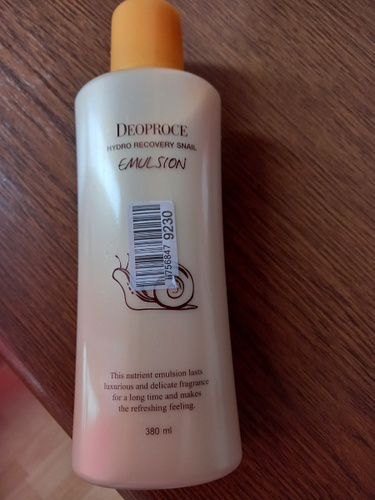 DEOPROCE
HYDRO RECOVERY SNAIL
EMULSION
9756847 9230
This nutrient emulsion lasts
luxurious and delicate fragrance
for a long time and makes
the refreshing feeling.
380 ml